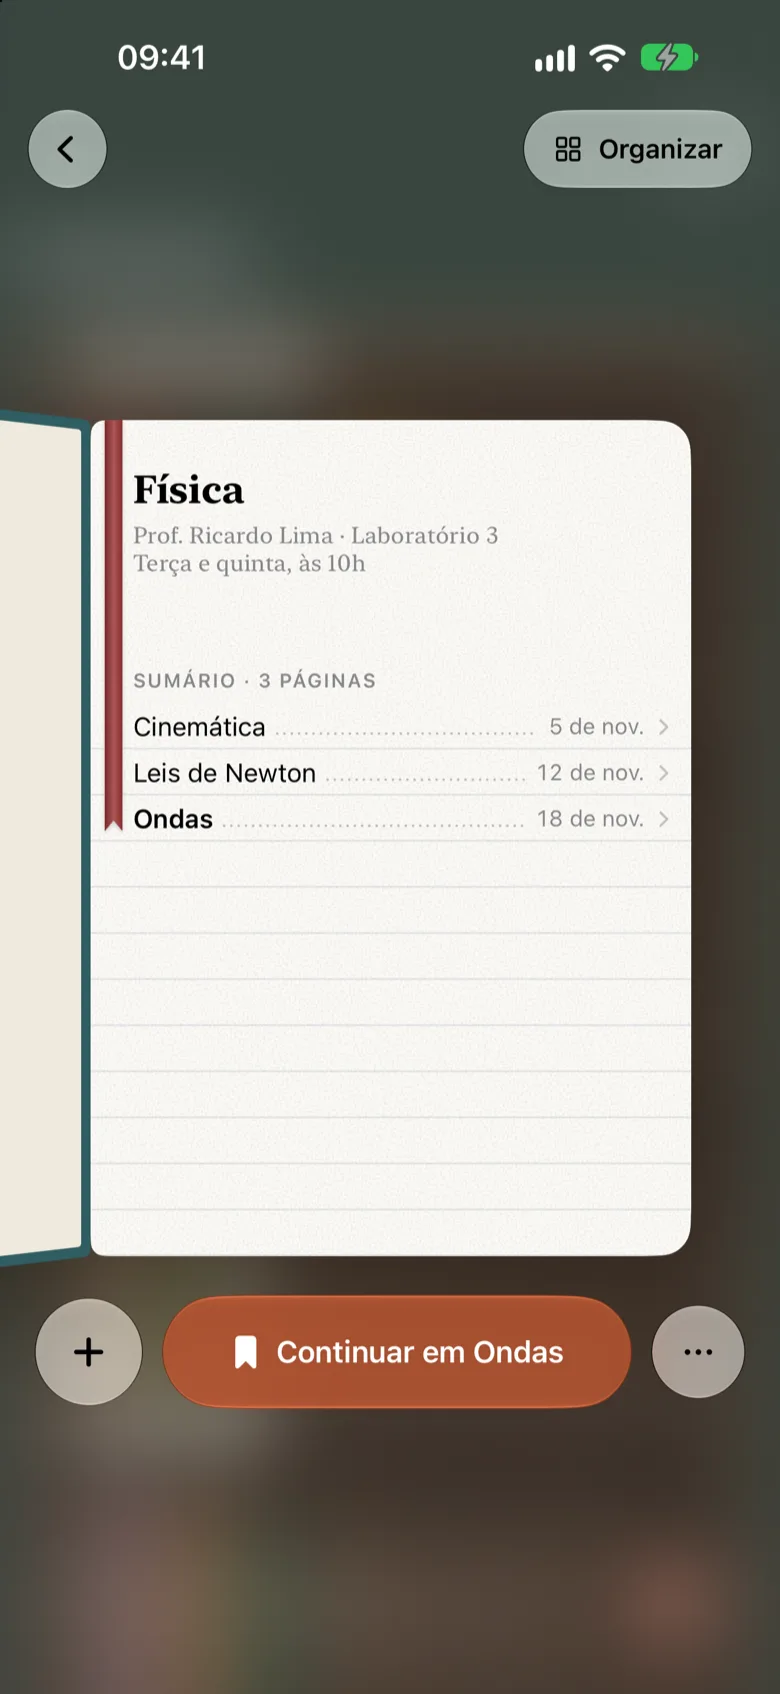 09:41
Organizar
Física
Prof. Ricardo Lima · Laboratório 3
Terça e quinta, às 10h
SUMÁRIO · 3 PÁGINAS
Cinemática 5 de nov.
Leis de Newton 12 de nov.
Ondas 18 de nov.
Continuar em Ondas